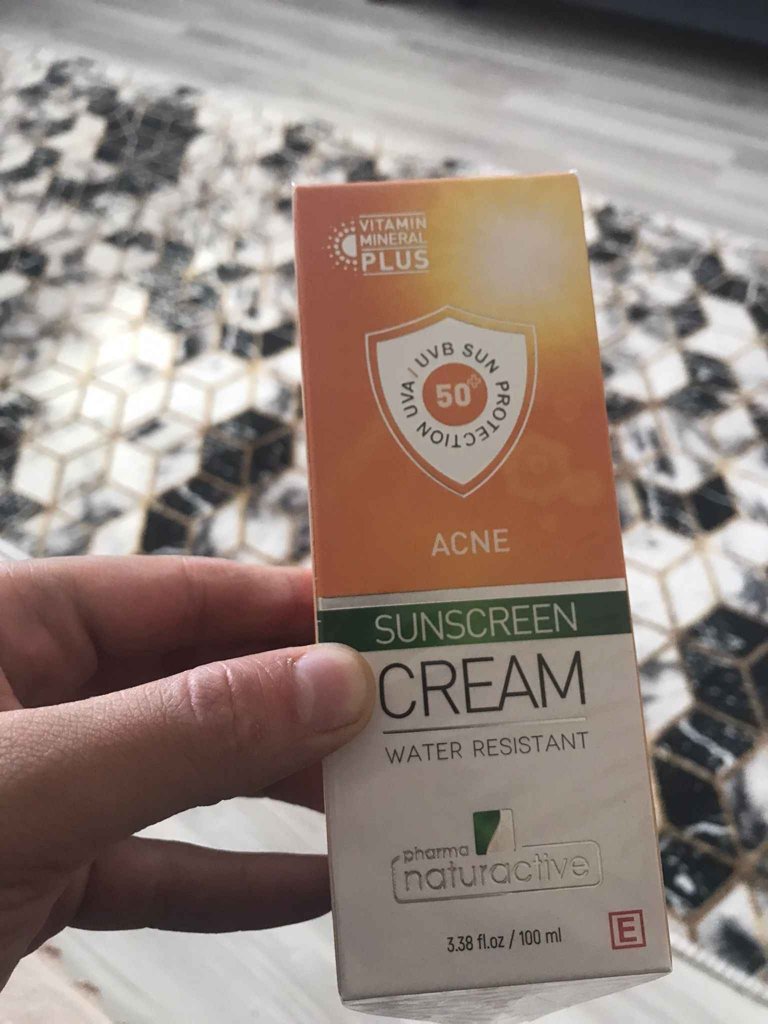 VITAMIN
MINERAL
PLUS
UVA/UVB SUN PROTECTION
50+
ACNE
SUNSCREEN
CREAM
WATER RESISTANT
pharma
naturactive
3.38 fl.oz / 100 ml
E